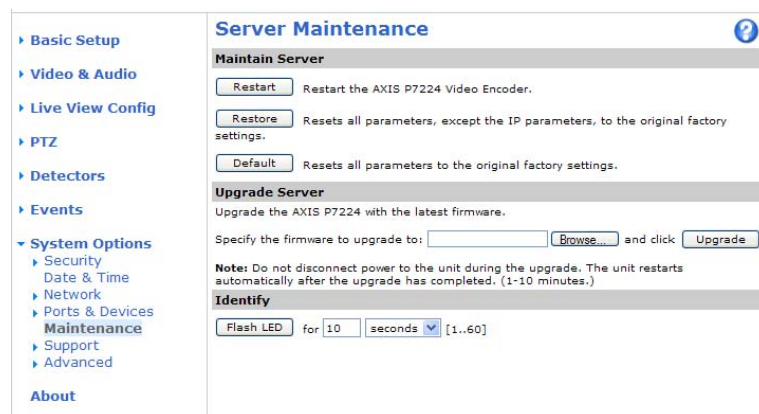 Basic Setup
Video & Audio
Live View Config
PTZ
Detectors
Events
System Options
Security
Date & Time
Network
Ports & Devices
Maintenance
Support
Advanced
About
Server Maintenance
?
Maintain Server
Restart Restart the AXIS P7224 Video Encoder.
Restore Resets all parameters, except the IP parameters, to the original factory
settings.
Default Resets all parameters to the original factory settings.
Upgrade Server
Upgrade the AXIS P7224 with the latest firmware.
Specify the firmware to upgrade to: Browse... and click Upgrade
Note: Do not disconnect power to the unit during the upgrade. The unit restarts
automatically after the upgrade has completed. (1-10 minutes.)
Identify
Flash LED for 10 seconds [1..60]